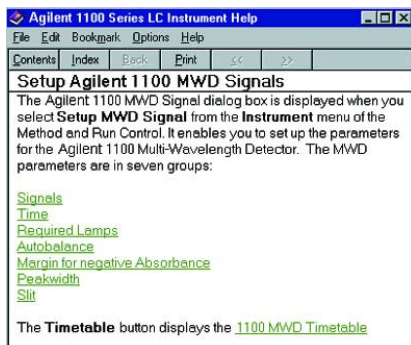 Agilent 1100 Series LC Instrument Help
File Edit Bookmark Options Help
Contents Index Back Print << >>
Setup Agilent 1100 MWD Signals
The Agilent 1100 MWD Signal dialog box is displayed when you
select Setup MWD Signal from the Instrument menu of the
Method and Run Control. It enables you to set up the parameters
for the Agilent 1100 Multi-Wavelength Detector. The MWD
parameters are in seven groups:
Signals
Time
Required Lamps
Autobalance
Margin for negative Absorbance
Peakwidth
Slit
The Timetable button displays the 1100 MWD Timetable